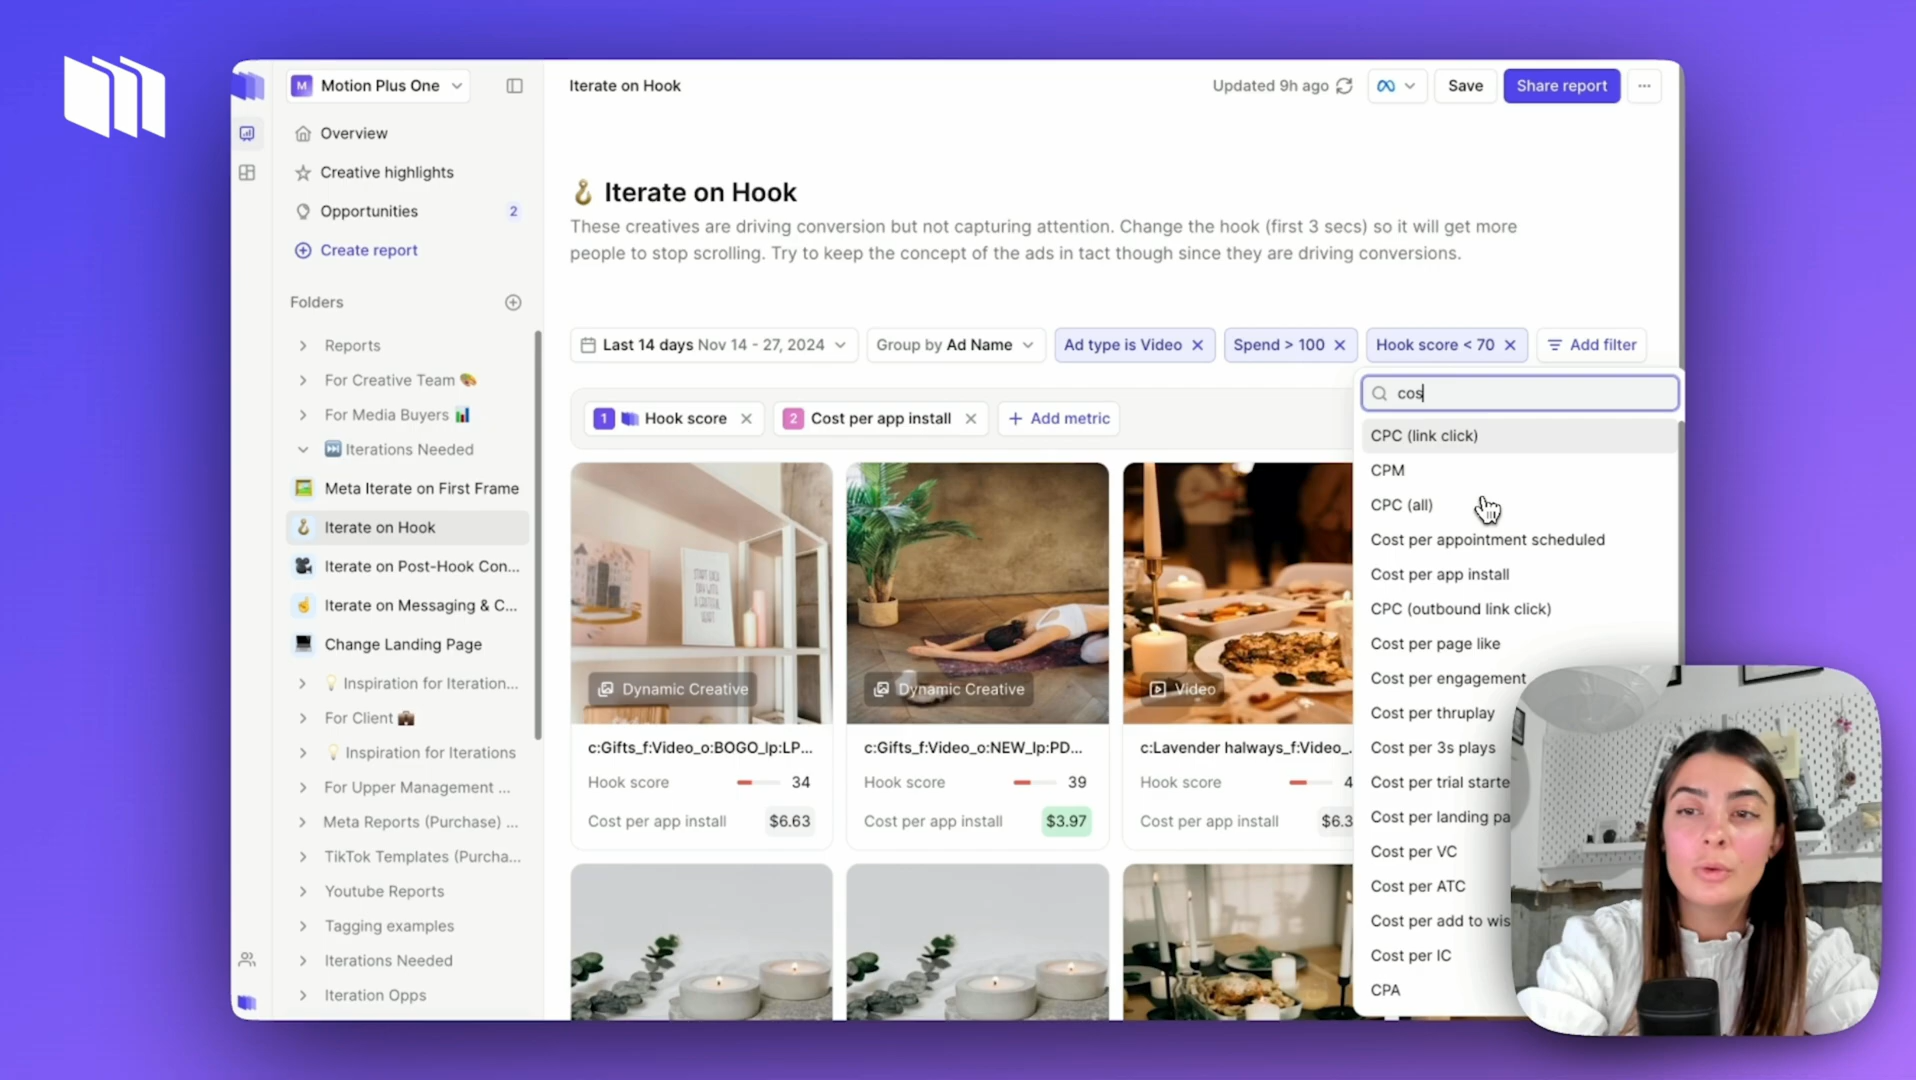 M Motion Plus One
Overview
Creative highlights
Opportunities 2
Create report
Folders
Reports
For Creative Team
For Media Buyers
Iterations Needed
Meta Iterate on First Frame
Iterate on Hook
Iterate on Post-Hook Con...
Iterate on Messaging & C...
Change Landing Page
Inspiration for Iteration...
For Client
Inspiration for Iterations
For Upper Management ...
Meta Reports (Purchase) ...
TikTok Templates (Purcha...
Youtube Reports
Tagging examples
Iterations Needed
Iteration Opps
Iterate on Hook
Updated 9h ago
Save
Share report
Iterate on Hook
These creatives are driving conversion but not capturing attention. Change the hook (first 3 secs) so it will get more
people to stop scrolling. Try to keep the concept of the ads in tact though since they are driving conversions.
Last 14 days Nov 14 - 27, 2024
Group by Ad Name
Ad type is Video
Spend > 100
Hook score < 70
Add filter
1 Hook score
2 Cost per app install
+ Add metric
START EACH
DAY WITH A
GRATEFUL
HEART
Dynamic Creative
c:Gifts_f:Video_o:BOGO_lp:LP...
Hook score 34
Cost per app install $6.63
Dynamic Creative
c:Gifts_f:Video_o:NEW_lp:PD...
Hook score 39
Cost per app install $3.97
Video
c:Lavender halways_f:Video_.
Hook score 4
Cost per app install $6.3
cos
CPC (link click)
CPM
CPC (all)
Cost per appointment scheduled
Cost per app install
CPC (outbound link click)
Cost per page like
Cost per engagement
Cost per thruplay
Cost per 3s plays
Cost per trial starte
Cost per landing pa
Cost per VC
Cost per ATC
Cost per add to wis
Cost per IC
CPA